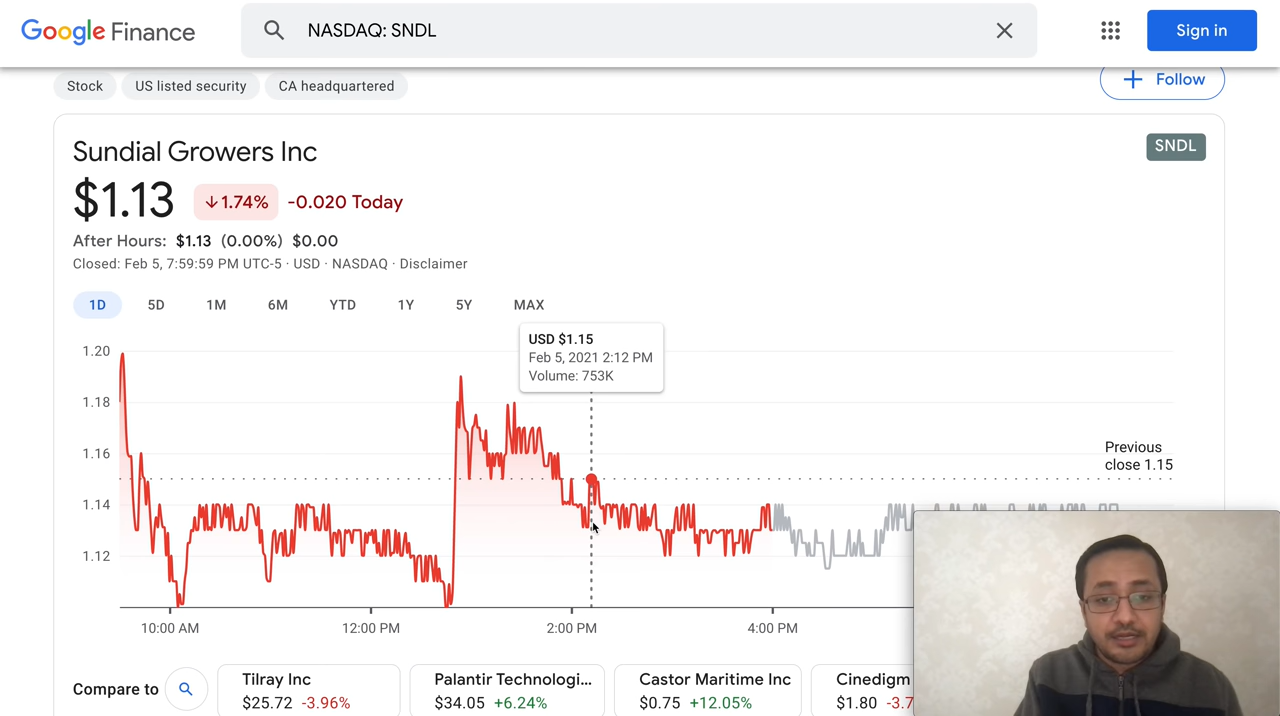 Google Finance
NASDAQ: SNDL
Sign in
Stock
US listed security
CA headquartered
Follow
Sundial Growers Inc
SNDL
$1.13
1.74%
-0.020 Today
After Hours: $1.13 (0.00%) $0.00
Closed: Feb 5, 7:59:59 PM UTC-5 · USD · NASDAQ · Disclaimer
1D 5D 1M 6M YTD 1Y 5Y MAX
USD $1.15
Feb 5, 2021 2:12 PM
Volume: 753K
1.20
1.18
1.16
1.14
1.12
Previous
close 1.15
10:00 AM 12:00 PM 2:00 PM 4:00 PM
Compare to
Tilray Inc
$25.72 -3.96%
Palantir Technologi...
$34.05 +6.24%
Castor Maritime Inc
$0.75 +12.05%
Cinedigm
$1.80 -3.7